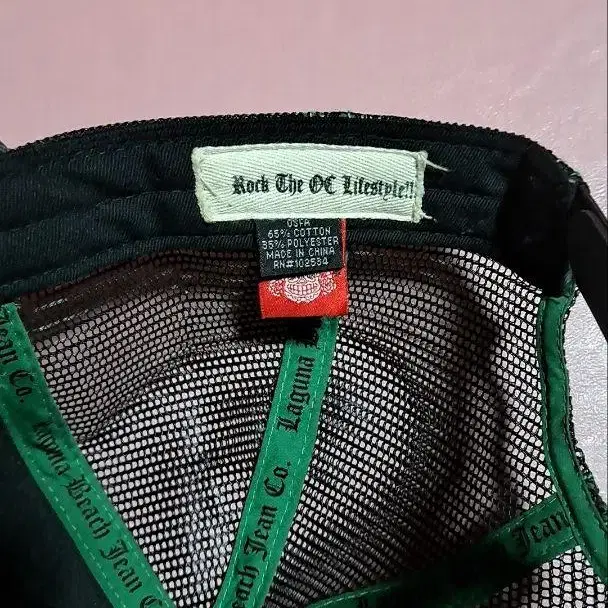 Rock The OC Lifestyle!!
OSFA
65% COTTON
35% POLYESTER
MADE IN CHINA
RN#102534
Jean Co.
Laguna Beach Jean Co.
Laguna
Beach Jean Co.
Jean